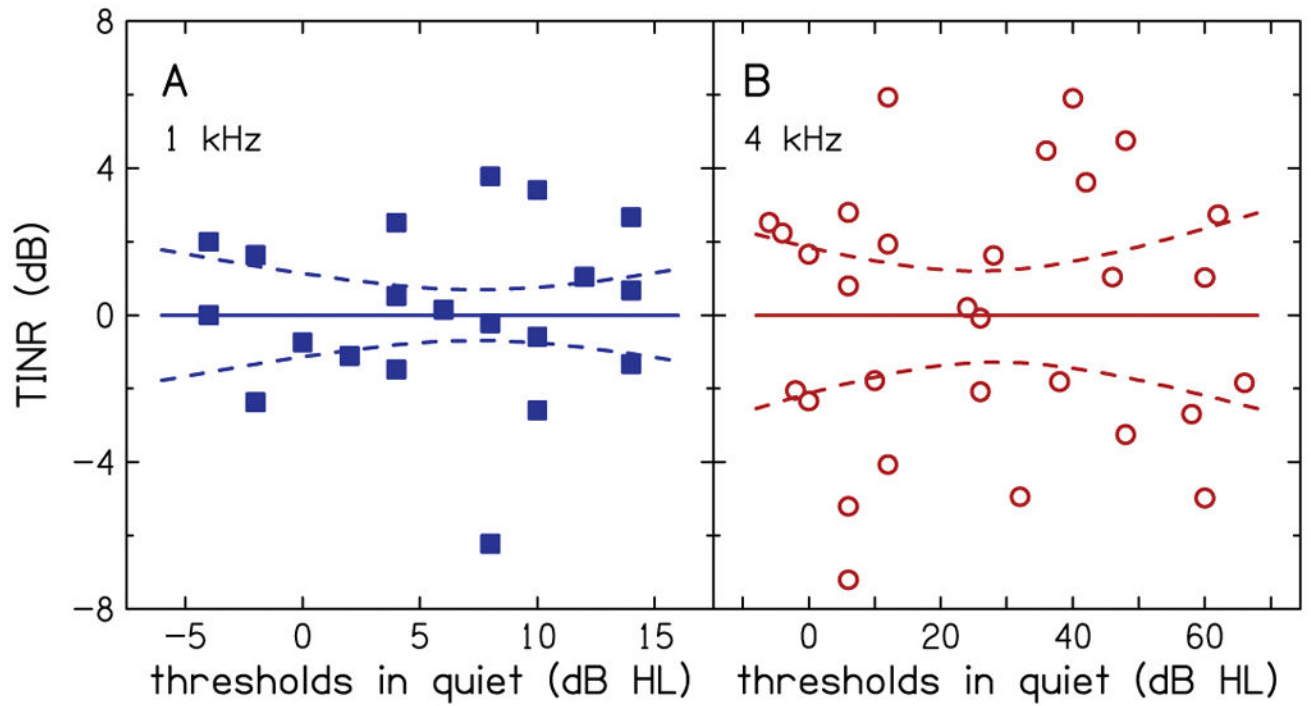 8
4
0
−4
−8
TINR (dB)
A
1 kHz
−5 0 5 10 15
thresholds in quiet (dB HL)
B
4 kHz
0 20 40 60
thresholds in quiet (dB HL)